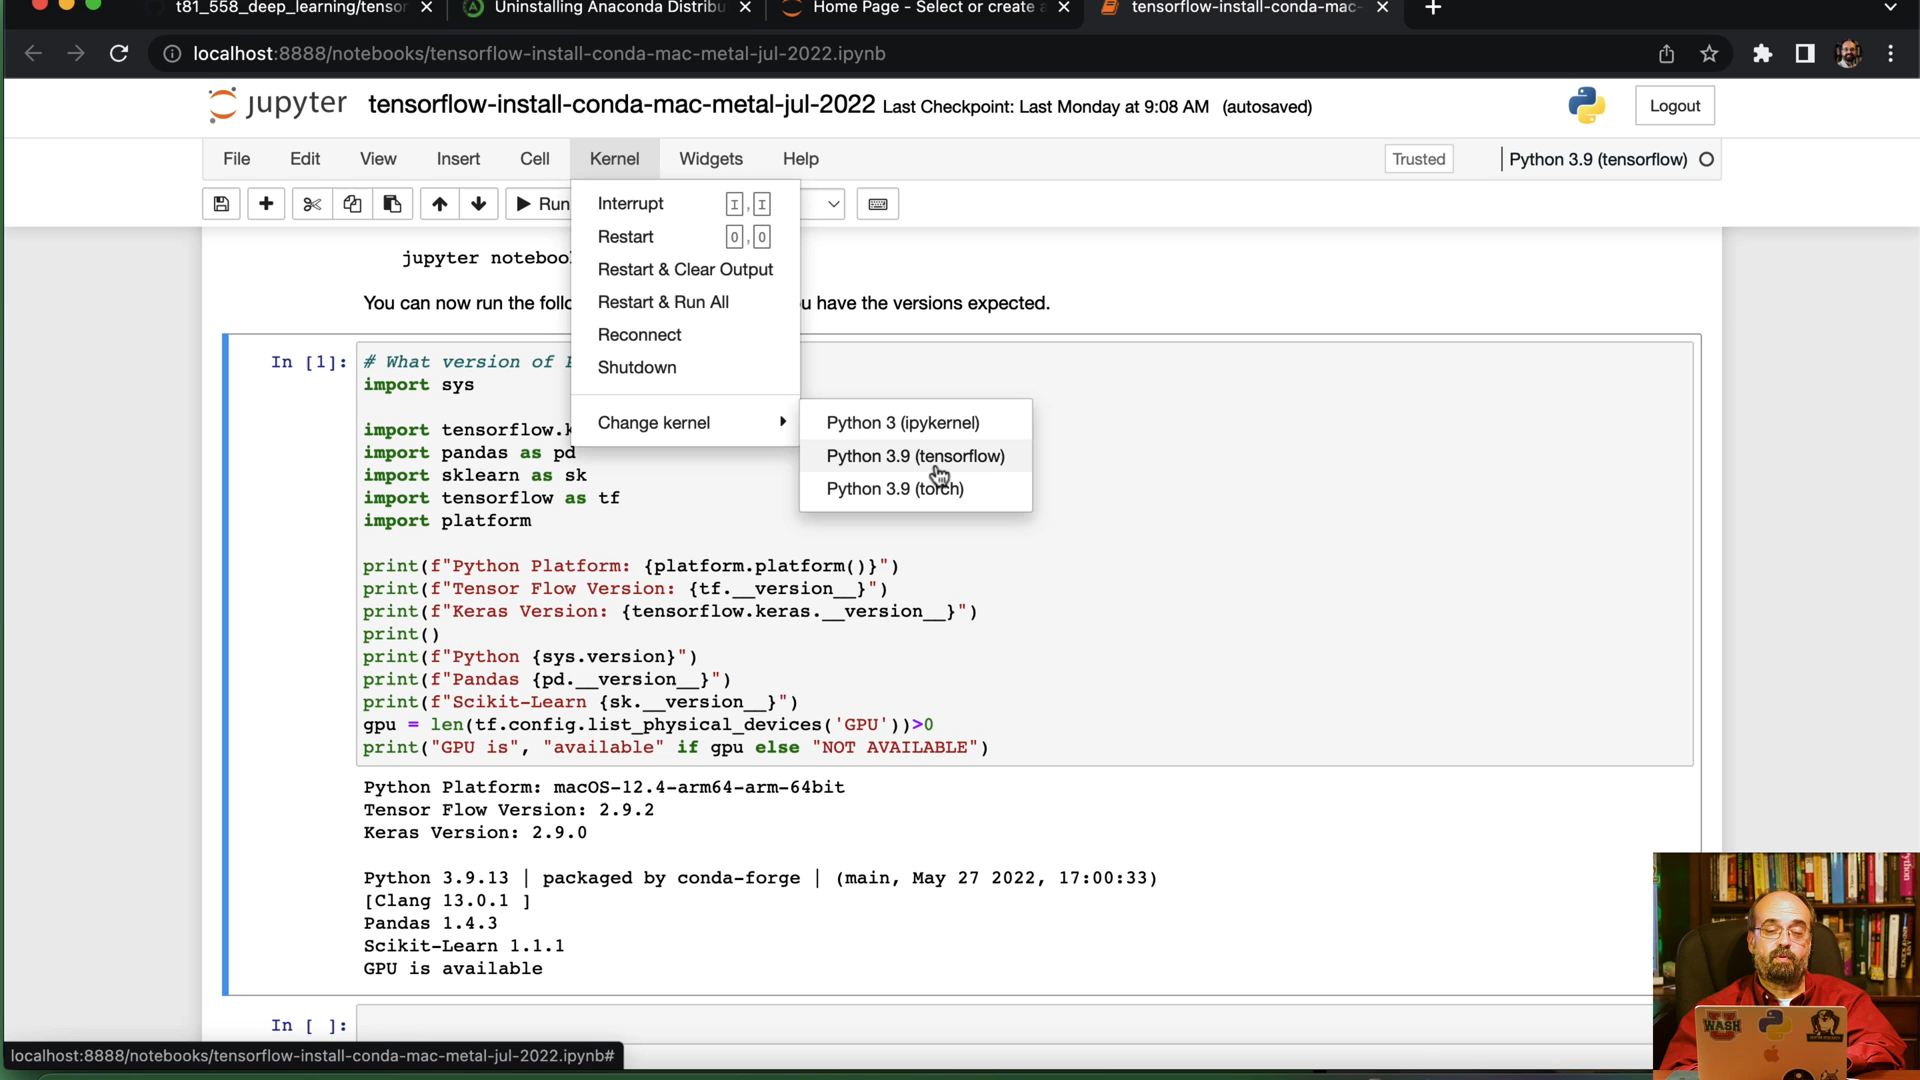 t81_558_deep_learning/tensor
Uninstalling Anaconda Distribu
Home Page - Select or create a
tensorflow-install-conda-mac-
localhost:8888/notebooks/tensorflow-install-conda-mac-metal-jul-2022.ipynb
jupyter tensorflow-install-conda-mac-metal-jul-2022 Last Checkpoint: Last Monday at 9:08 AM (autosaved)
Logout
File Edit View Insert Cell Kernel Widgets Help
Trusted
Python 3.9 (tensorflow)
Run
Interrupt I,I
Restart 0,0
Restart & Clear Output
Restart & Run All
Reconnect
Shutdown
Change kernel
Python 3 (ipykernel)
Python 3.9 (tensorflow)
Python 3.9 (torch)
jupyter noteboo
You can now run the follo u have the versions expected.
In [1]: # What version of
import sys
import tensorflow.k
import pandas as pd
import sklearn as sk
import tensorflow as tf
import platform
print(f"Python Platform: {platform.platform()}")
print(f"Tensor Flow Version: {tf.__version__}")
print(f"Keras Version: {tensorflow.keras.__version__}")
print()
print(f"Python {sys.version}")
print(f"Pandas {pd.__version__}")
print(f"Scikit-Learn {sk.__version__}")
gpu = len(tf.config.list_physical_devices('GPU'))>0
print("GPU is", "available" if gpu else "NOT AVAILABLE")
Python Platform: macOS-12.4-arm64-arm-64bit
Tensor Flow Version: 2.9.2
Keras Version: 2.9.0
Python 3.9.13 | packaged by conda-forge | (main, May 27 2022, 17:00:33)
[Clang 13.0.1 ]
Pandas 1.4.3
Scikit-Learn 1.1.1
GPU is available
In [ ]:
localhost:8888/notebooks/tensorflow-install-conda-mac-metal-jul-2022.ipynb#
WASH